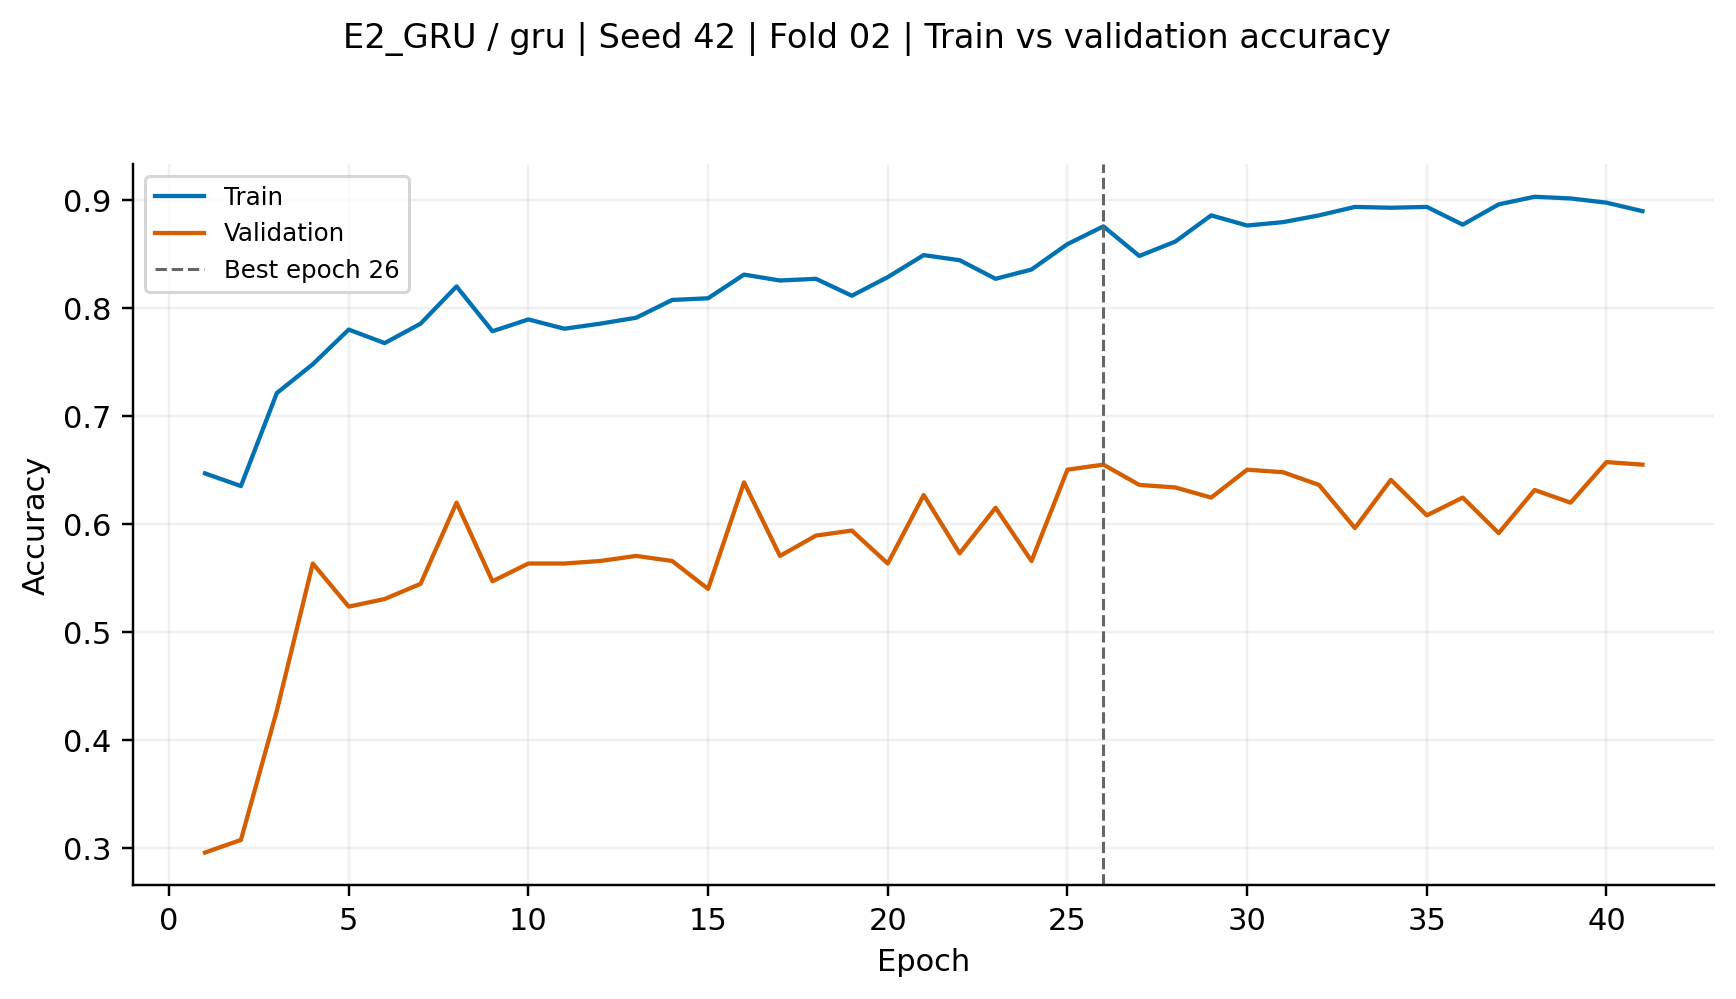 E2_GRU / gru | Seed 42 | Fold 02 | Train vs validation accuracy
Train
Validation
Best epoch 26
Accuracy
0.9
0.8
0.7
0.6
0.5
0.4
0.3
0 5 10 15 20 25 30 35 40
Epoch